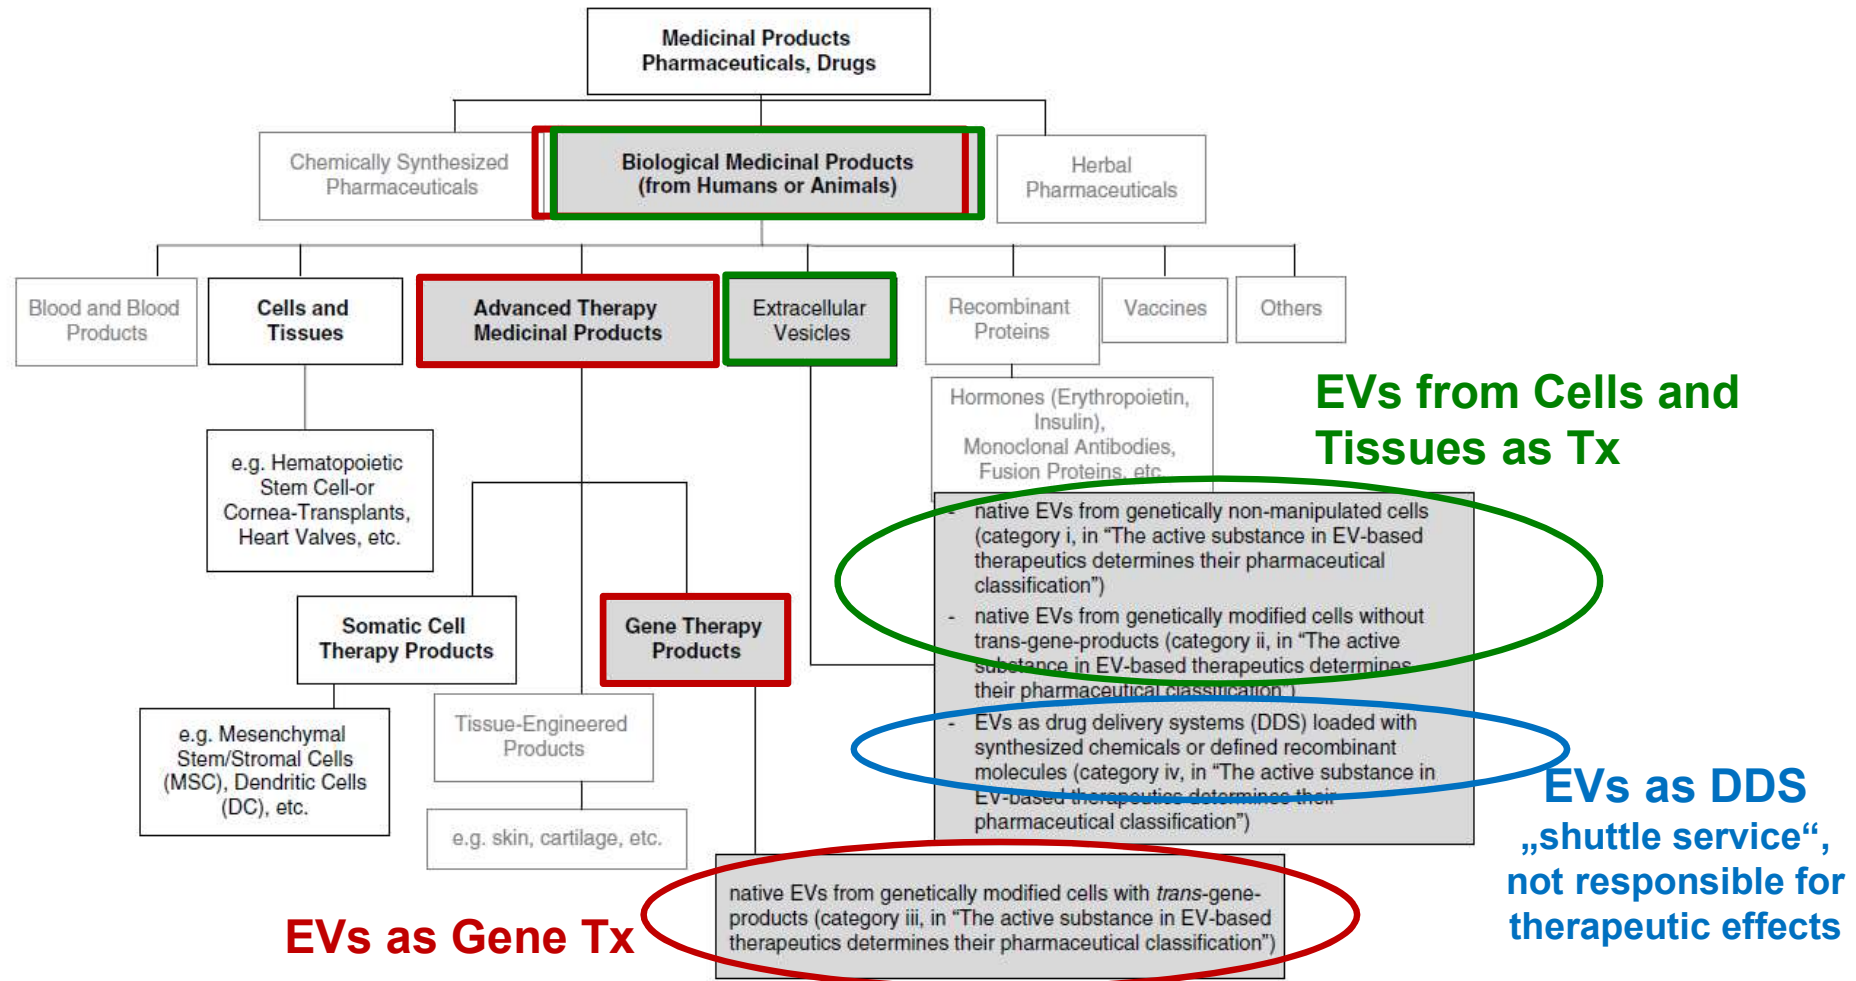 Medicinal Products
Pharmaceuticals, Drugs
Chemically Synthesized
Pharmaceuticals
Biological Medicinal Products
(from Humans or Animals)
Herbal
Pharmaceuticals
Blood and Blood
Products
Cells and
Tissues
Advanced Therapy
Medicinal Products
Extracellular
Vesicles
Recombinant
Proteins
Vaccines
Others
e.g. Hematopoietic
Stem Cell-or
Cornea-Transplants,
Heart Valves, etc.
Hormones (Erythropoietin,
Insulin),
Monoclonal Antibodies,
Fusion Proteins, etc.
EVs from Cells and
Tissues as Tx
- native EVs from genetically non-manipulated cells
(category i, in “The active substance in EV-based
therapeutics determines their pharmaceutical
classification”)
- native EVs from genetically modified cells without
trans-gene-products (category ii, in “The active
substance in EV-based therapeutics determines
their pharmaceutical classification”)
- EVs as drug delivery systems (DDS) loaded with
synthesized chemicals or defined recombinant
molecules (category iv, in “The active substance in
EV-based therapeutics determines their
pharmaceutical classification”)
Somatic Cell
Therapy Products
Gene Therapy
Products
e.g. Mesenchymal
Stem/Stromal Cells
(MSC), Dendritic Cells
(DC), etc.
Tissue-Engineered
Products
e.g. skin, cartilage, etc.
EVs as DDS
„shuttle service“,
not responsible for
therapeutic effects
EVs as Gene Tx
native EVs from genetically modified cells with trans-gene-
products (category iii, in “The active substance in EV-based
therapeutics determines their pharmaceutical classification”)